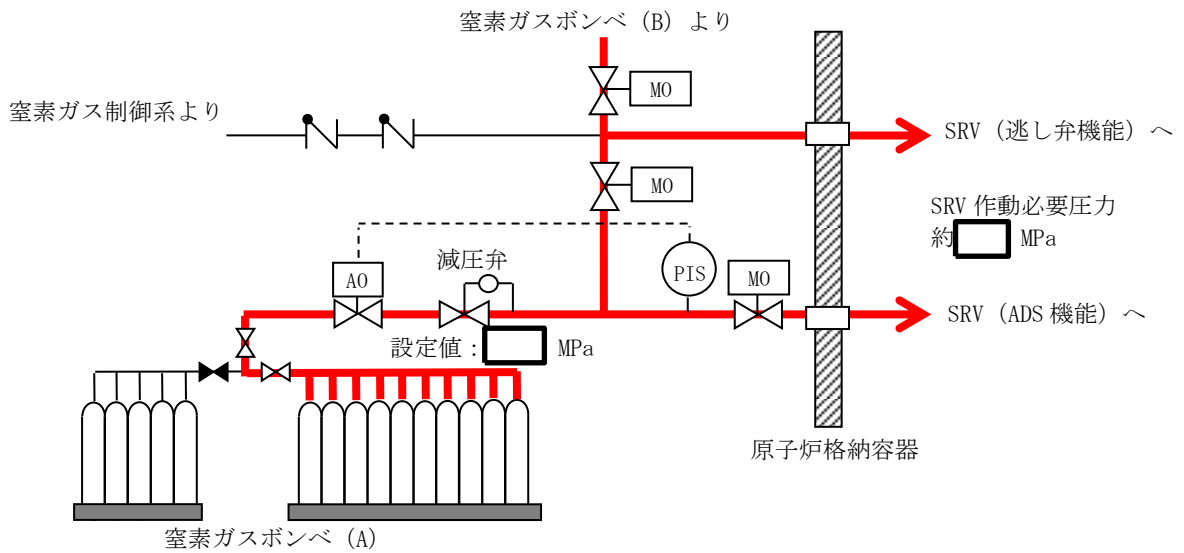 窒素ガスボンベ（B）より
MO
窒素ガス制御系より
SRV（逃し弁機能）へ
MO
SRV 作動必要圧力
約 MPa
減圧弁
AO
PIS
MO
SRV（ADS 機能）へ
設定値： MPa
原子炉格納容器
窒素ガスボンベ（A）